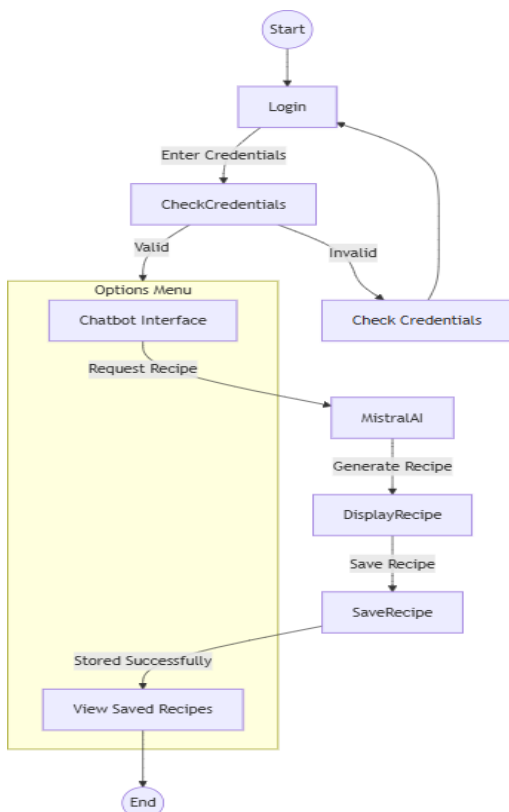 Start
Login
Enter Credentials
CheckCredentials
Valid
Invalid
Options Menu
Chatbot Interface
Check Credentials
Request Recipe
MistralAI
Generate Recipe
DisplayRecipe
Save Recipe
SaveRecipe
Stored Successfully
View Saved Recipes
End